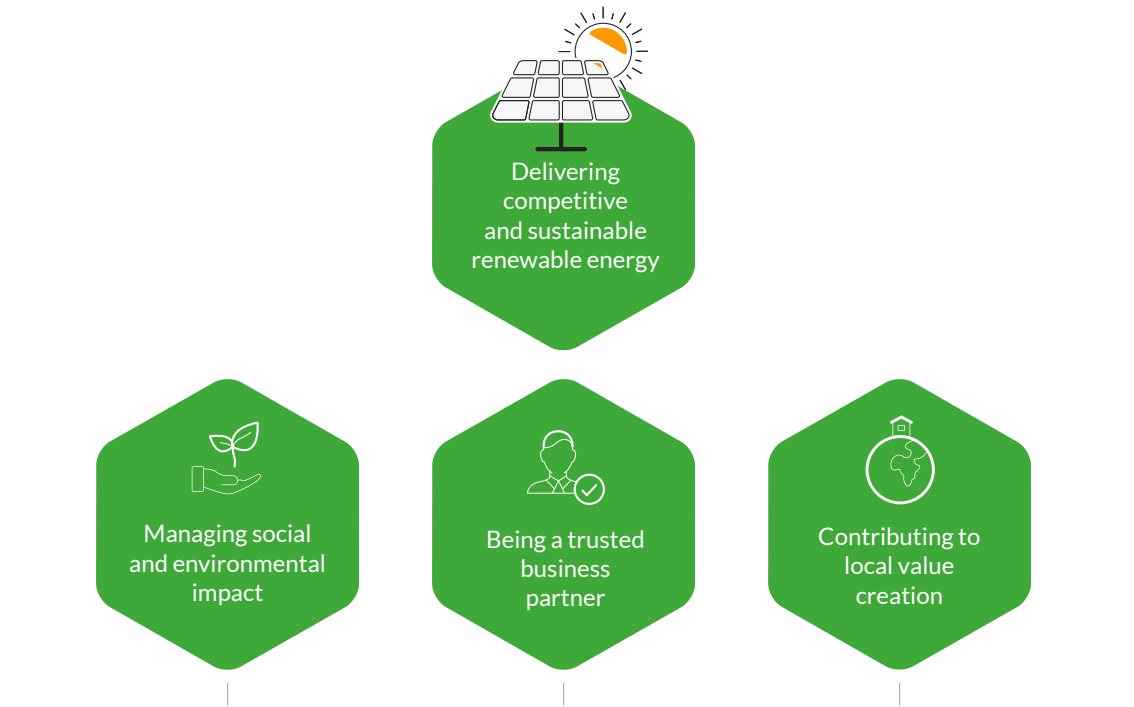 Delivering
competitive
and sustainable
renewable energy
Managing social
and environmental
impact
Being a trusted
business
partner
Contributing to
local value
creation